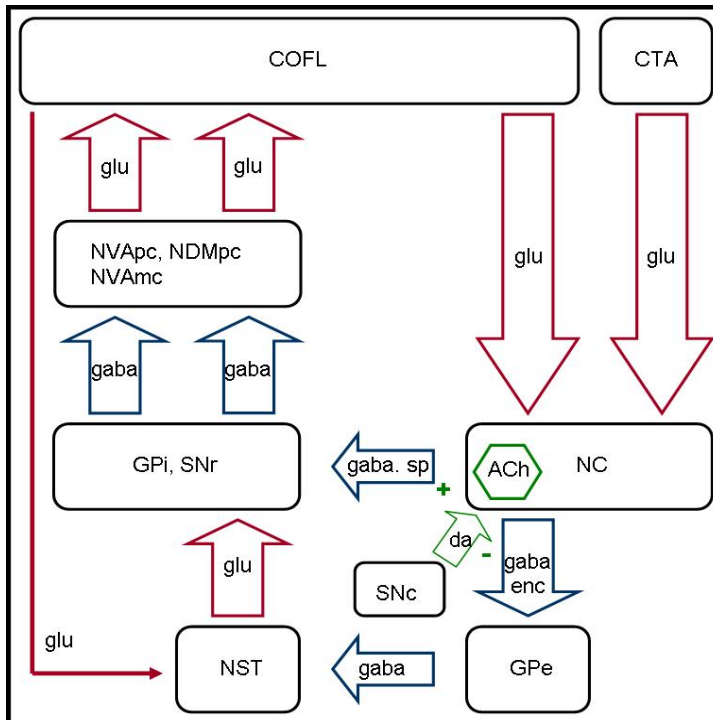 COFL
CTA
glu
glu
glu
glu
NVApc, NDMpc
NVAmc
gaba
gaba
GPi, SNr
gaba. sp
+
ACh
NC
da
-
gaba
enc
glu
SNc
glu
NST
gaba
GPe